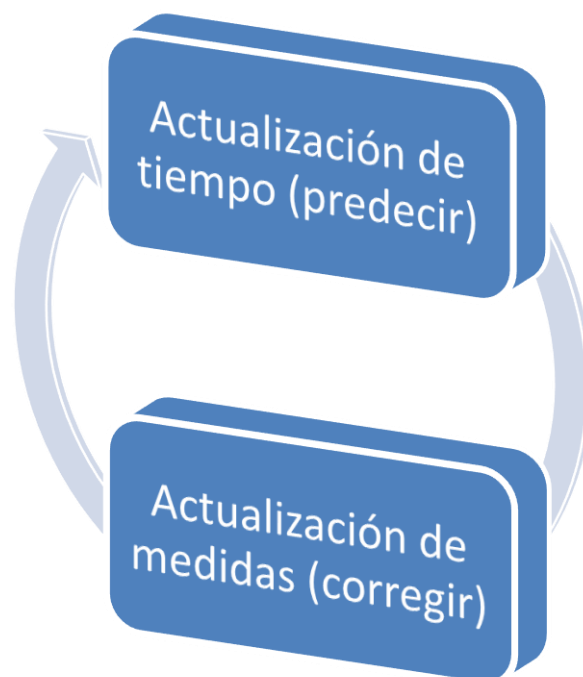 Actualización de
tiempo (predecir)
Actualización de
medidas (corregir)